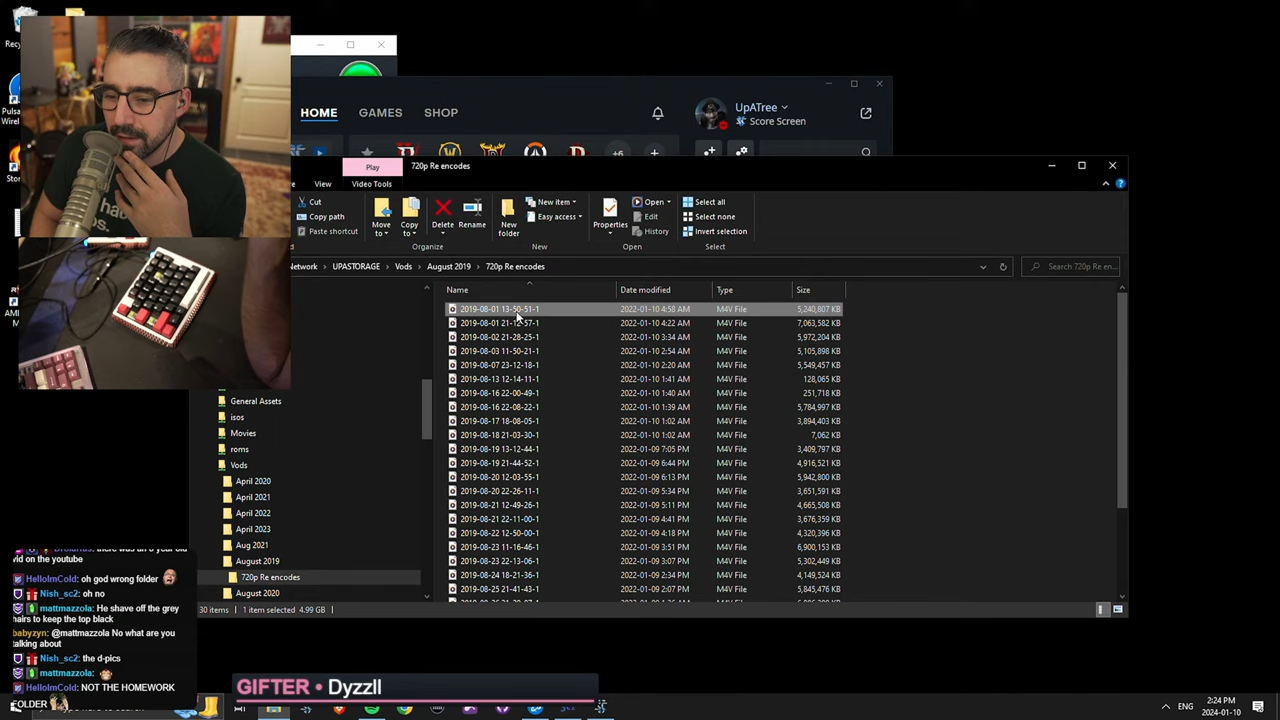 Recy
Pulsa
Wirel
Stor
AMD
HOME
GAMES
SHOP
UpATree
Score Screen
+6
Play
720p Re encodes
View
Video Tools
Cut
Copy path
Paste shortcut
Move to
Copy to
Delete
Rename
New folder
New item
Easy access
Properties
Open
Edit
History
Select all
Select none
Invert selection
Organize
New
Open
Select
Network
UPASTORAGE
Vods
August 2019
720p Re encodes
Search 720p Re en...
Name
Date modified
Type
Size
2019-08-01 13-50-51-1 2022-01-10 4:58 AM M4V File 5,240,807 KB
2019-08-01 21-12-57-1 2022-01-10 4:22 AM M4V File 7,063,582 KB
2019-08-02 21-28-25-1 2022-01-10 3:34 AM M4V File 5,972,204 KB
2019-08-03 11-50-21-1 2022-01-10 2:54 AM M4V File 5,105,898 KB
2019-08-07 23-12-18-1 2022-01-10 2:20 AM M4V File 5,549,457 KB
2019-08-13 12-14-11-1 2022-01-10 1:41 AM M4V File 128,065 KB
2019-08-16 22-00-49-1 2022-01-10 1:40 AM M4V File 251,718 KB
2019-08-16 22-08-22-1 2022-01-10 1:39 AM M4V File 5,784,997 KB
2019-08-17 18-08-05-1 2022-01-10 1:02 AM M4V File 3,894,403 KB
2019-08-18 21-03-30-1 2022-01-10 1:02 AM M4V File 7,062 KB
2019-08-19 13-12-44-1 2022-01-09 7:05 PM M4V File 3,409,797 KB
2019-08-19 21-44-52-1 2022-01-09 6:44 PM M4V File 4,916,521 KB
2019-08-20 12-03-55-1 2022-01-09 6:13 PM M4V File 5,942,800 KB
2019-08-20 22-26-11-1 2022-01-09 5:34 PM M4V File 3,651,591 KB
2019-08-21 12-49-26-1 2022-01-09 5:11 PM M4V File 4,665,508 KB
2019-08-21 22-11-00-1 2022-01-09 4:41 PM M4V File 3,676,359 KB
2019-08-22 12-50-00-1 2022-01-09 4:18 PM M4V File 4,320,396 KB
2019-08-23 11-16-46-1 2022-01-09 3:51 PM M4V File 6,900,153 KB
2019-08-23 22-13-06-1 2022-01-09 3:07 PM M4V File 5,302,449 KB
2019-08-24 18-21-36-1 2022-01-09 2:34 PM M4V File 4,149,524 KB
2019-08-25 21-41-43-1 2022-01-09 2:07 PM M4V File 5,845,476 KB
General Assets
isos
Movies
roms
Vods
April 2020
April 2021
April 2022
April 2023
Aug 2021
August 2019
720p Re encodes
August 2020
30 items 1 item selected 4.99 GB
vid on the youtube
HelloImCold: oh god wrong folder
Nish_sc2: oh no
mattmazzola: He shave off the grey
hairs to keep the top black
babyzyn: @mattmazzola No what are you
talking about
Nish_sc2: the d-pics
mattmazzola:
HelloImCold: NOT THE HOMEWORK
FOLDER
GIFTER • Dyzzll
ENG
2:24 PM
2024-01-10